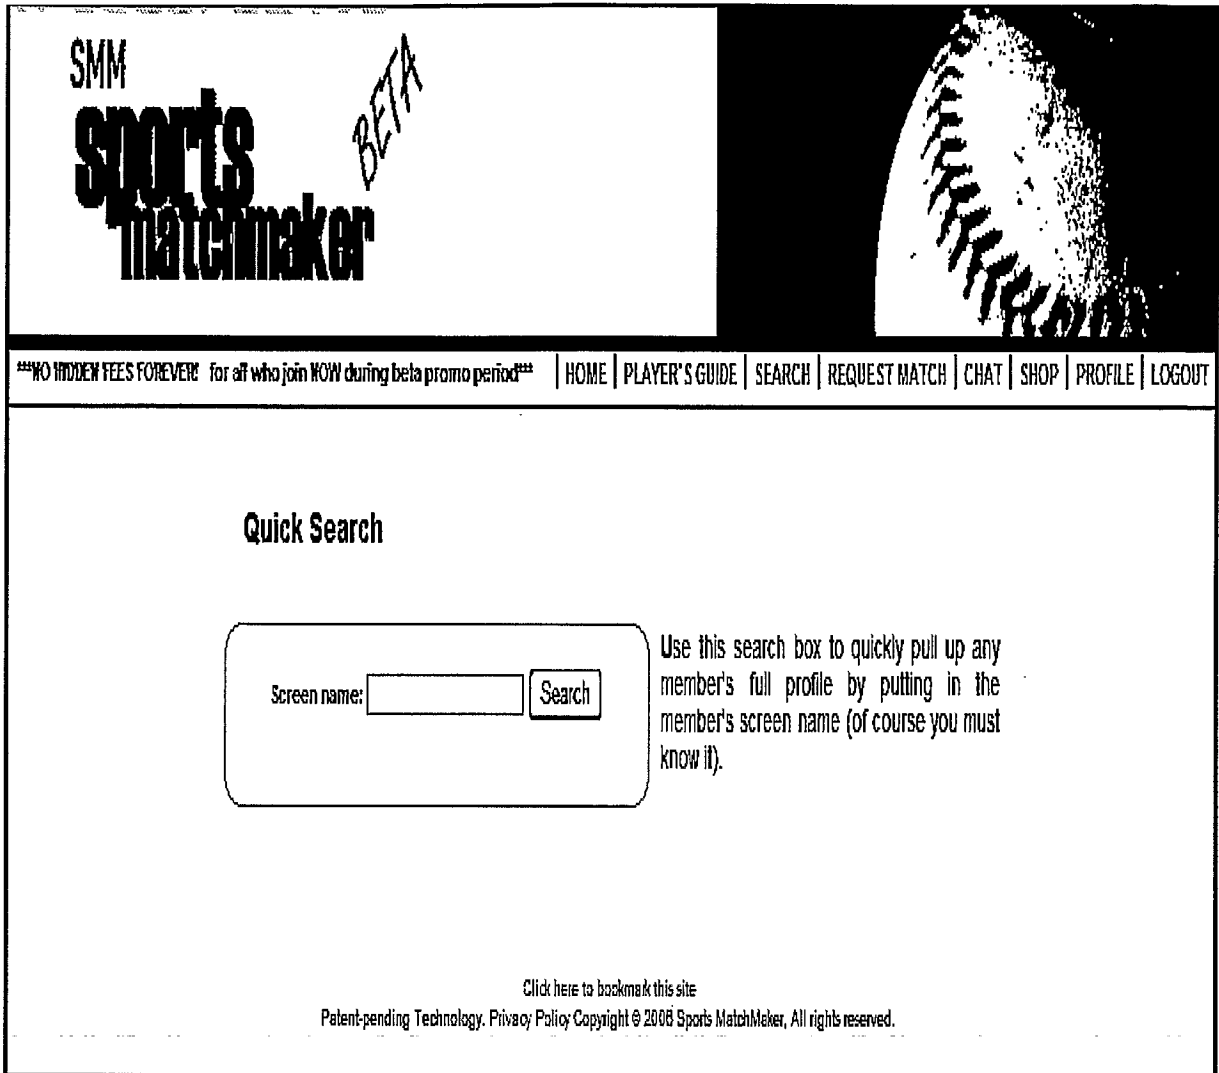 SMM
BETA
sports
matchmaker
***NO HIDDEN FEES FOREVER! for all who join NOW during beta promo period*** | HOME | PLAYER'S GUIDE | SEARCH | REQUEST MATCH | CHAT | SHOP | PROFILE | LOGOUT
Quick Search
Use this search box to quickly pull up any
member's full profile by putting in the
Screen name: Search
member's screen name (of course you must
know it).
Click here to bookmark this site
Patent-pending Technology. Privacy Policy Copyright © 2006 Sports MatchMaker, All rights reserved.